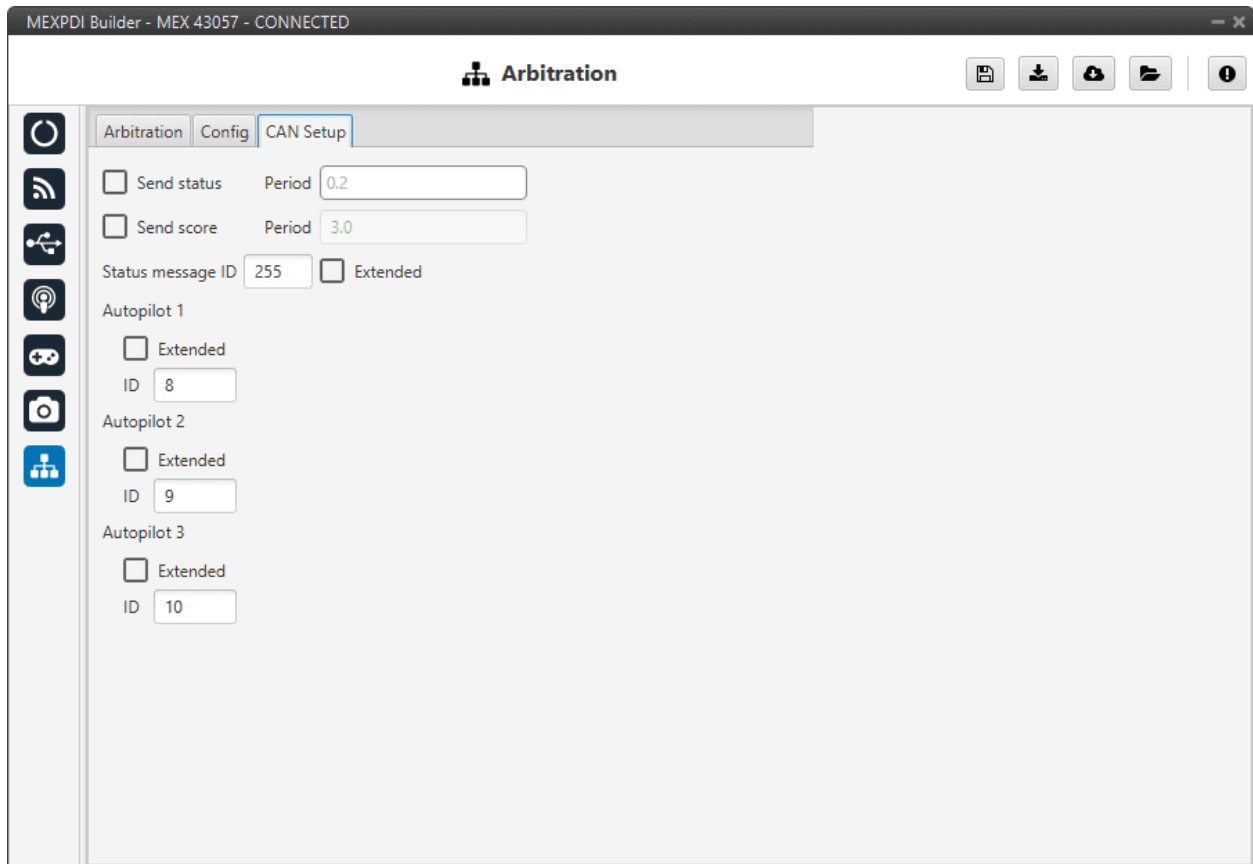 MEXPDI Builder - MEX 43057 - CONNECTED
Arbitration
Arbitration Config CAN Setup
Send status Period 0.2
Send score Period 3.0
Status message ID 255 Extended
Autopilot 1
Extended
ID 8
Autopilot 2
Extended
ID 9
Autopilot 3
Extended
ID 10